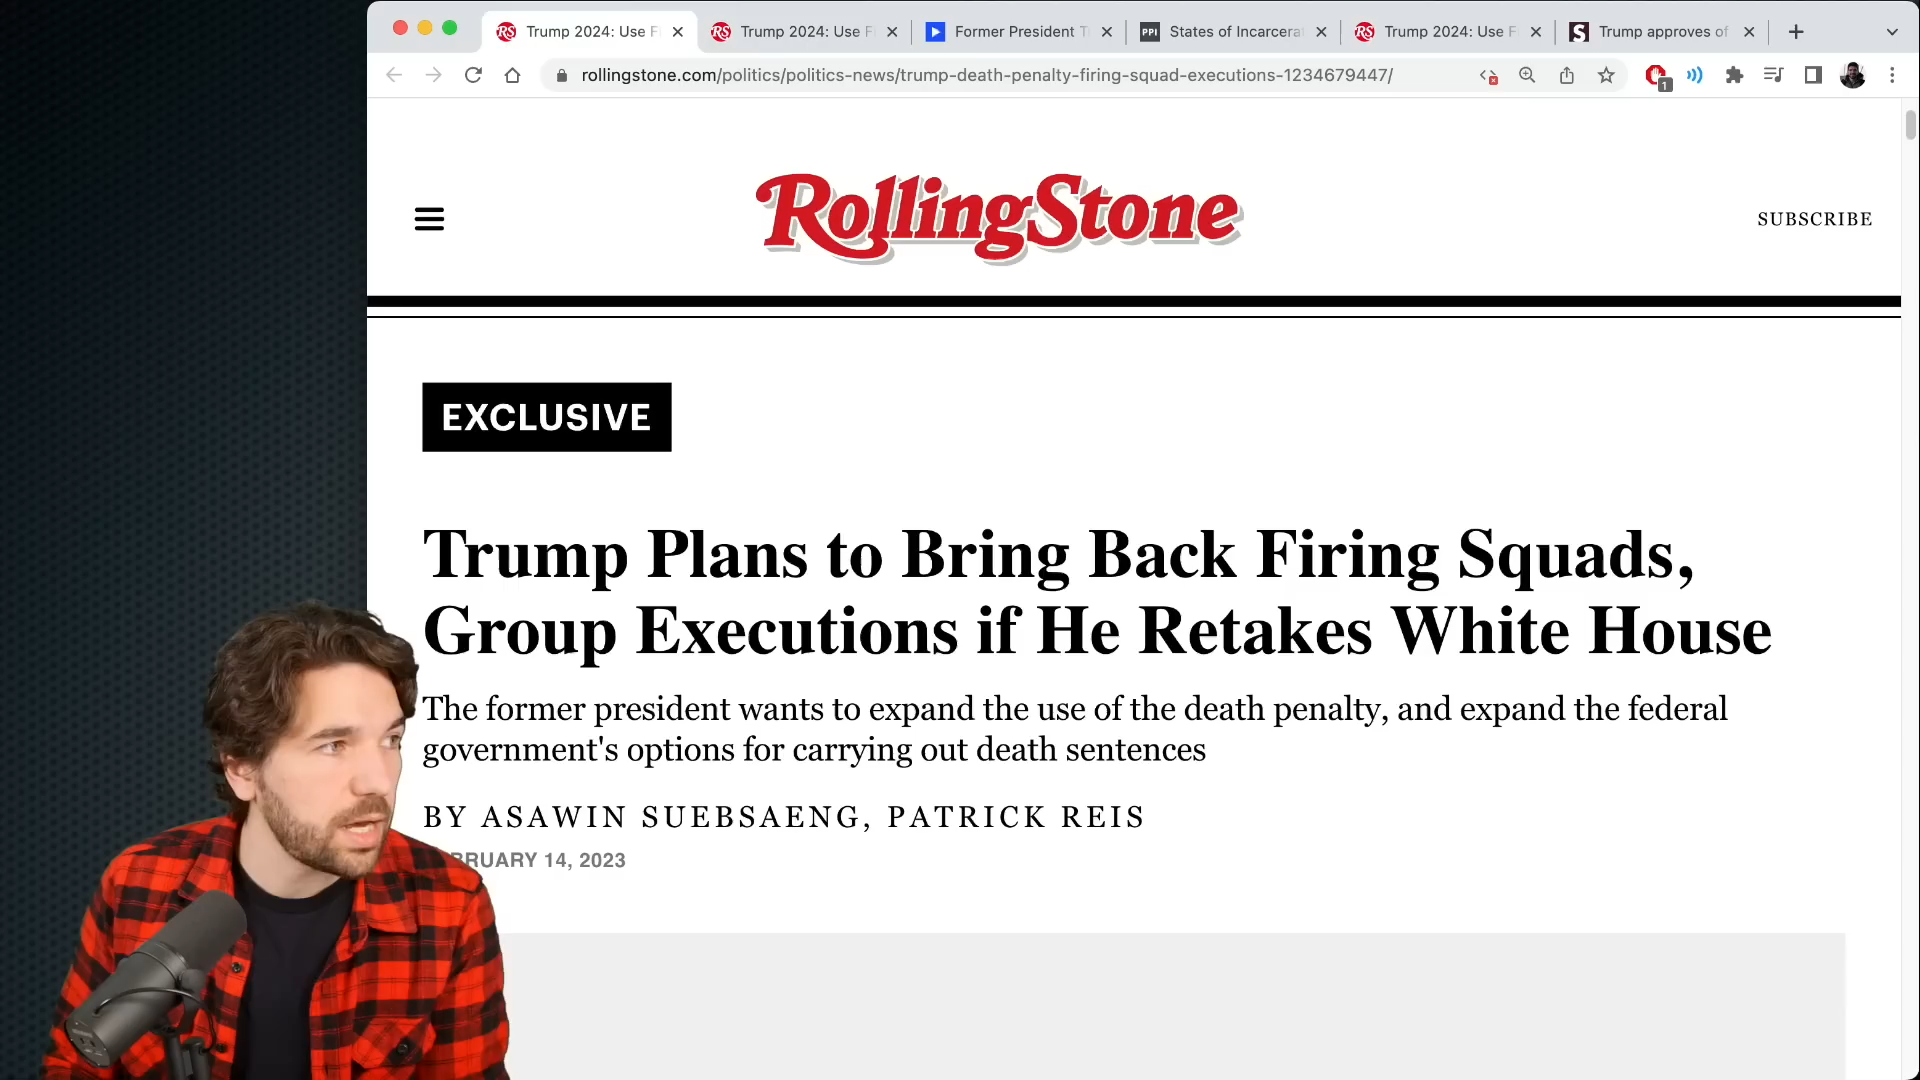 Trump 2024: Use F
Trump 2024: Use F
Former President T
PPI
States of Incarcera
Trump 2024: Use F
Trump approves of
rollingstone.com/politics/politics-news/trump-death-penalty-firing-squad-executions-1234679447/
1
RollingStone
SUBSCRIBE
EXCLUSIVE
Trump Plans to Bring Back Firing Squads,
Group Executions if He Retakes White House
The former president wants to expand the use of the death penalty, and expand the federal
government's options for carrying out death sentences
BY ASAWIN SUEBSAENG, PATRICK REIS
BRUARY 14, 2023